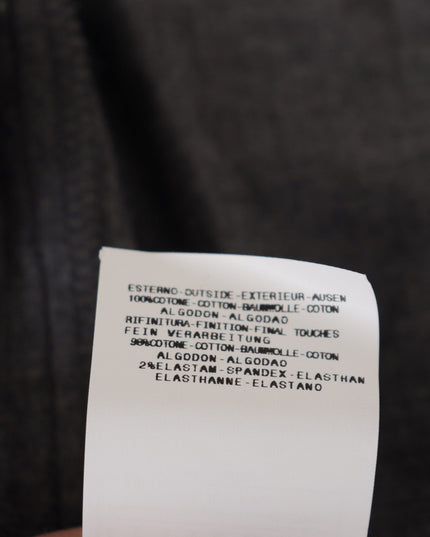 ESTERNO-OUTSIDE-EXTERIEUR-AUSEN
100%COTONE-COTTON-BAUMWOLLE-COTON
ALGODON-ALGODAO
RIFINITURA-FINITION-FINAL TOUCHES
FEIN VERARBEITUNG
98%COTONE-COTTON-BAUMWOLLE-COTON
ALGODON-ALGODAO
2%ELASTAM-SPANDEX-ELASTHAN
ELASTHANNE-ELASTANO